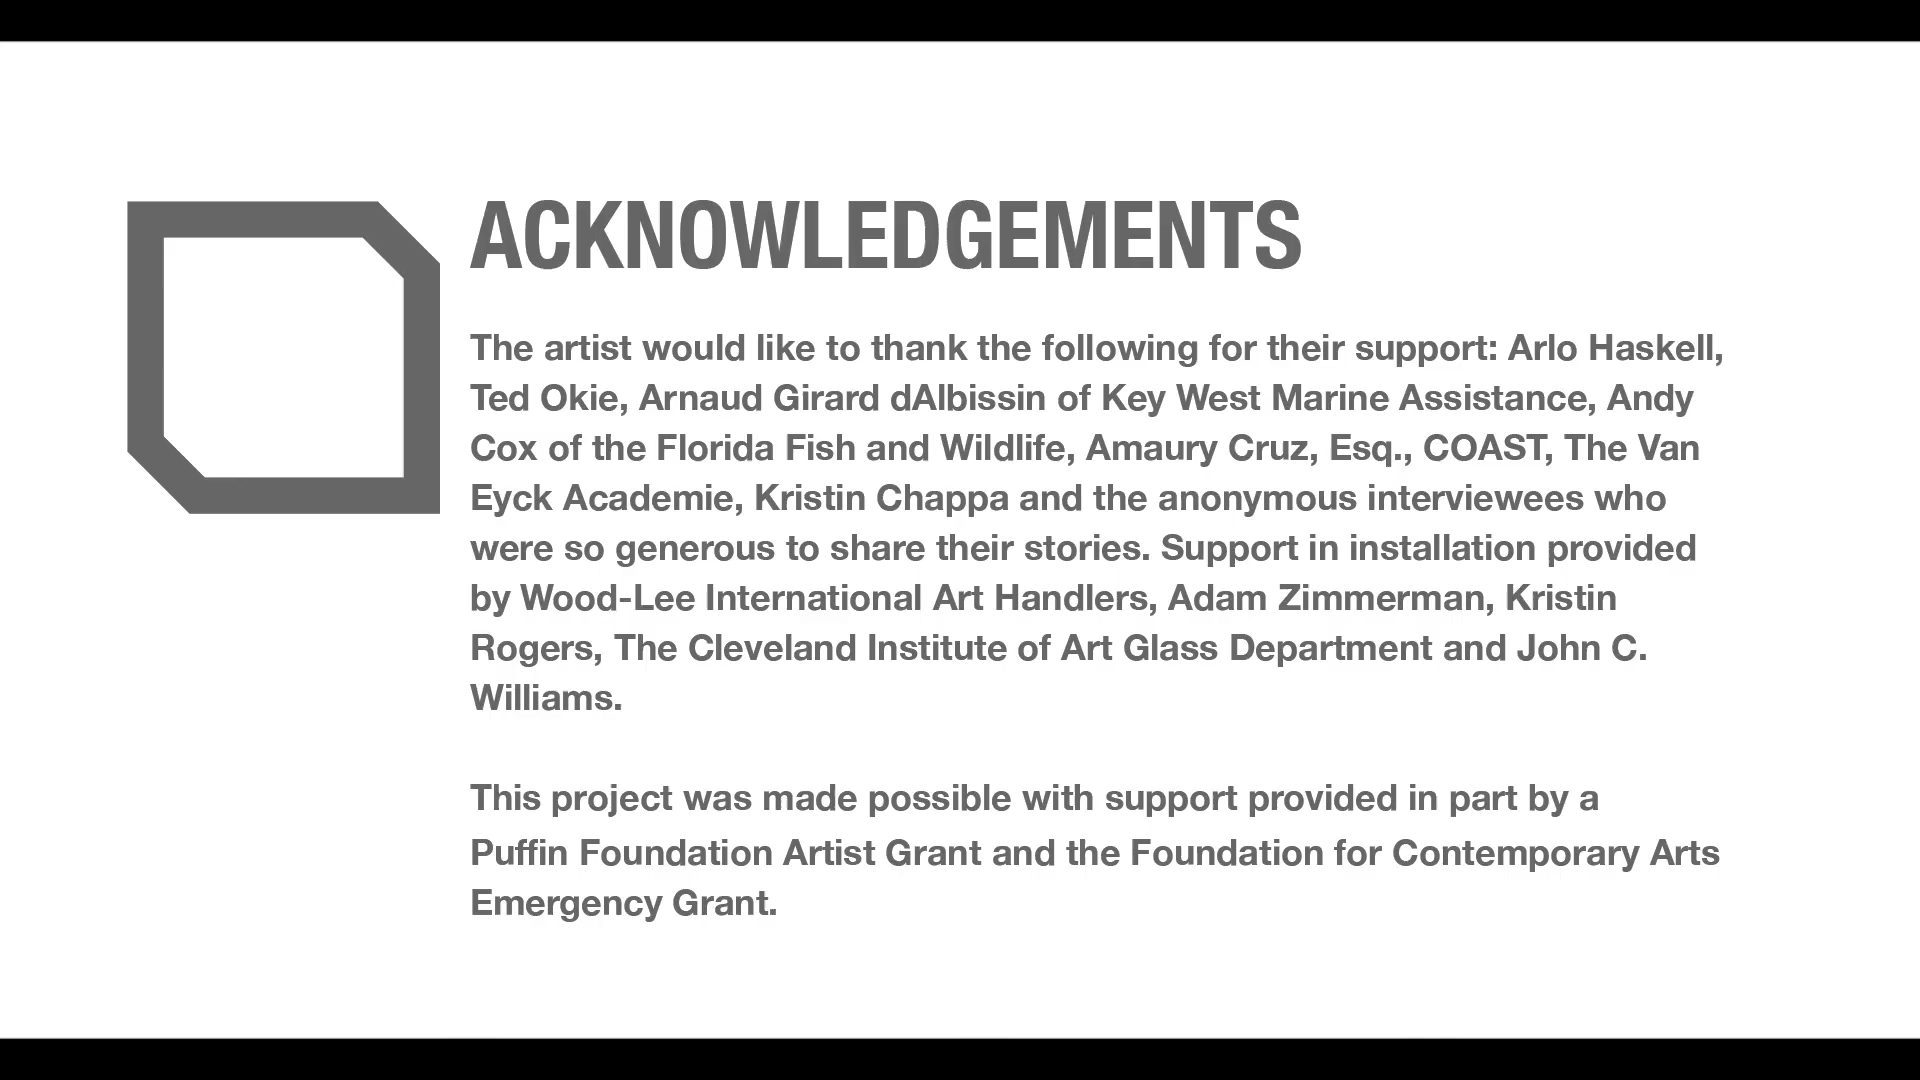 ACKNOWLEDGEMENTS
The artist would like to thank the following for their support: Arlo Haskell,
Ted Okie, Arnaud Girard dAlbissin of Key West Marine Assistance, Andy
Cox of the Florida Fish and Wildlife, Amaury Cruz, Esq., COAST, The Van
Eyck Academie, Kristin Chappa and the anonymous interviewees who
were so generous to share their stories. Support in installation provided
by Wood-Lee International Art Handlers, Adam Zimmerman, Kristin
Rogers, The Cleveland Institute of Art Glass Department and John C.
Williams.
This project was made possible with support provided in part by a
Puffin Foundation Artist Grant and the Foundation for Contemporary Arts
Emergency Grant.